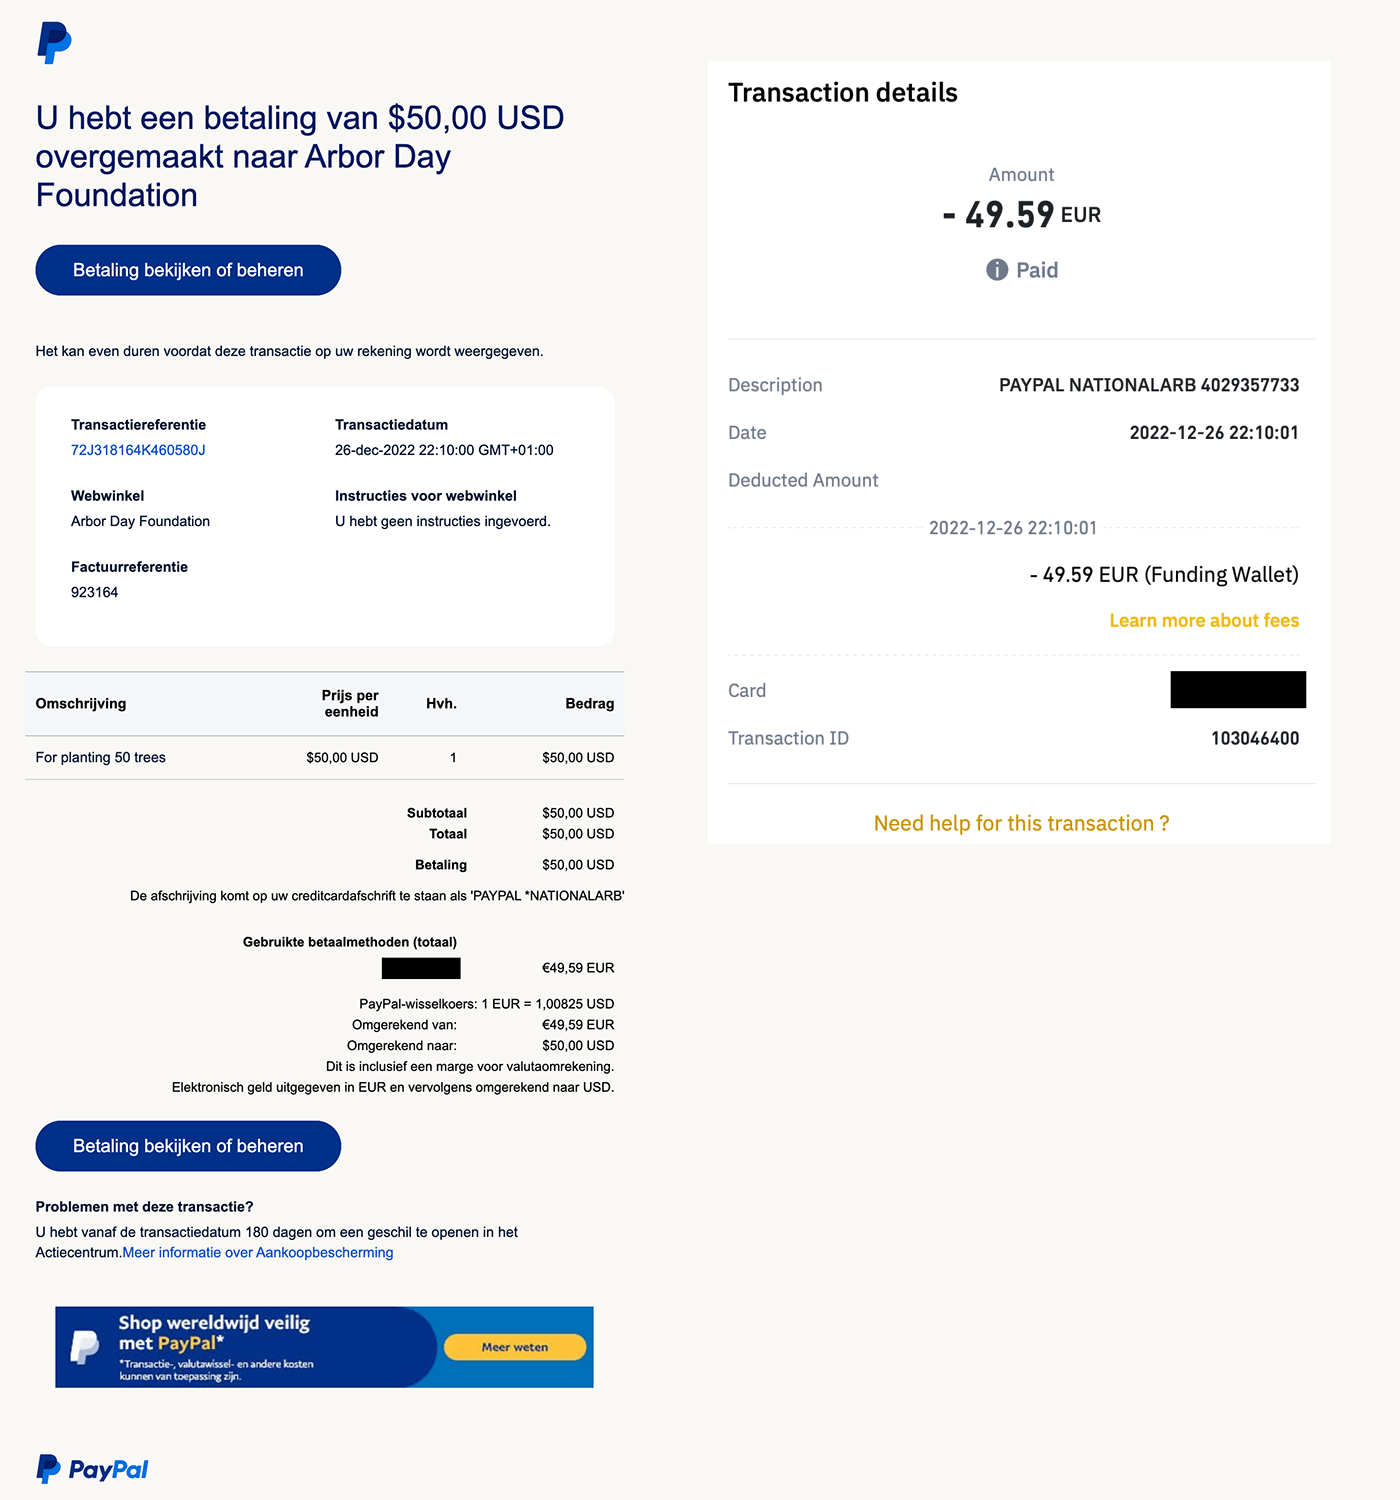 U hebt een betaling van $50,00 USD
overgemaakt naar Arbor Day
Foundation
Betaling bekijken of beheren
Het kan even duren voordat deze transactie op uw rekening wordt weergegeven.
Transactiereferentie
72J318164K460580J
Transactiedatum
26-dec-2022 22:10:00 GMT+01:00
Webwinkel
Arbor Day Foundation
Instructies voor webwinkel
U hebt geen instructies ingevoerd.
Factuurreferentie
923164
Omschrijving Prijs per eenheid Hvh. Bedrag
For planting 50 trees $50,00 USD 1 $50,00 USD
Subtotaal $50,00 USD
Totaal $50,00 USD
Betaling $50,00 USD
De afschrijving komt op uw creditcardafschrift te staan als 'PAYPAL *NATIONALARB'
Gebruikte betaalmethoden (totaal)
€49,59 EUR
PayPal-wisselkoers: 1 EUR = 1,00825 USD
Omgerekend van: €49,59 EUR
Omgerekend naar: $50,00 USD
Dit is inclusief een marge voor valutaomrekening.
Elektronisch geld uitgegeven in EUR en vervolgens omgerekend naar USD.
Betaling bekijken of beheren
Problemen met deze transactie?
U hebt vanaf de transactiedatum 180 dagen om een geschil te openen in het
Actiecentrum.Meer informatie over Aankoopbescherming
Shop wereldwijd veilig
met PayPal*
*Transactie-, valutawissel- en andere kosten
kunnen van toepassing zijn.
Meer weten
PayPal
Transaction details
Amount
- 49.59 EUR
Paid
Description PAYPAL NATIONALARB 4029357733
Date 2022-12-26 22:10:01
Deducted Amount
2022-12-26 22:10:01
- 49.59 EUR (Funding Wallet)
Learn more about fees
Card
Transaction ID 103046400
Need help for this transaction ?